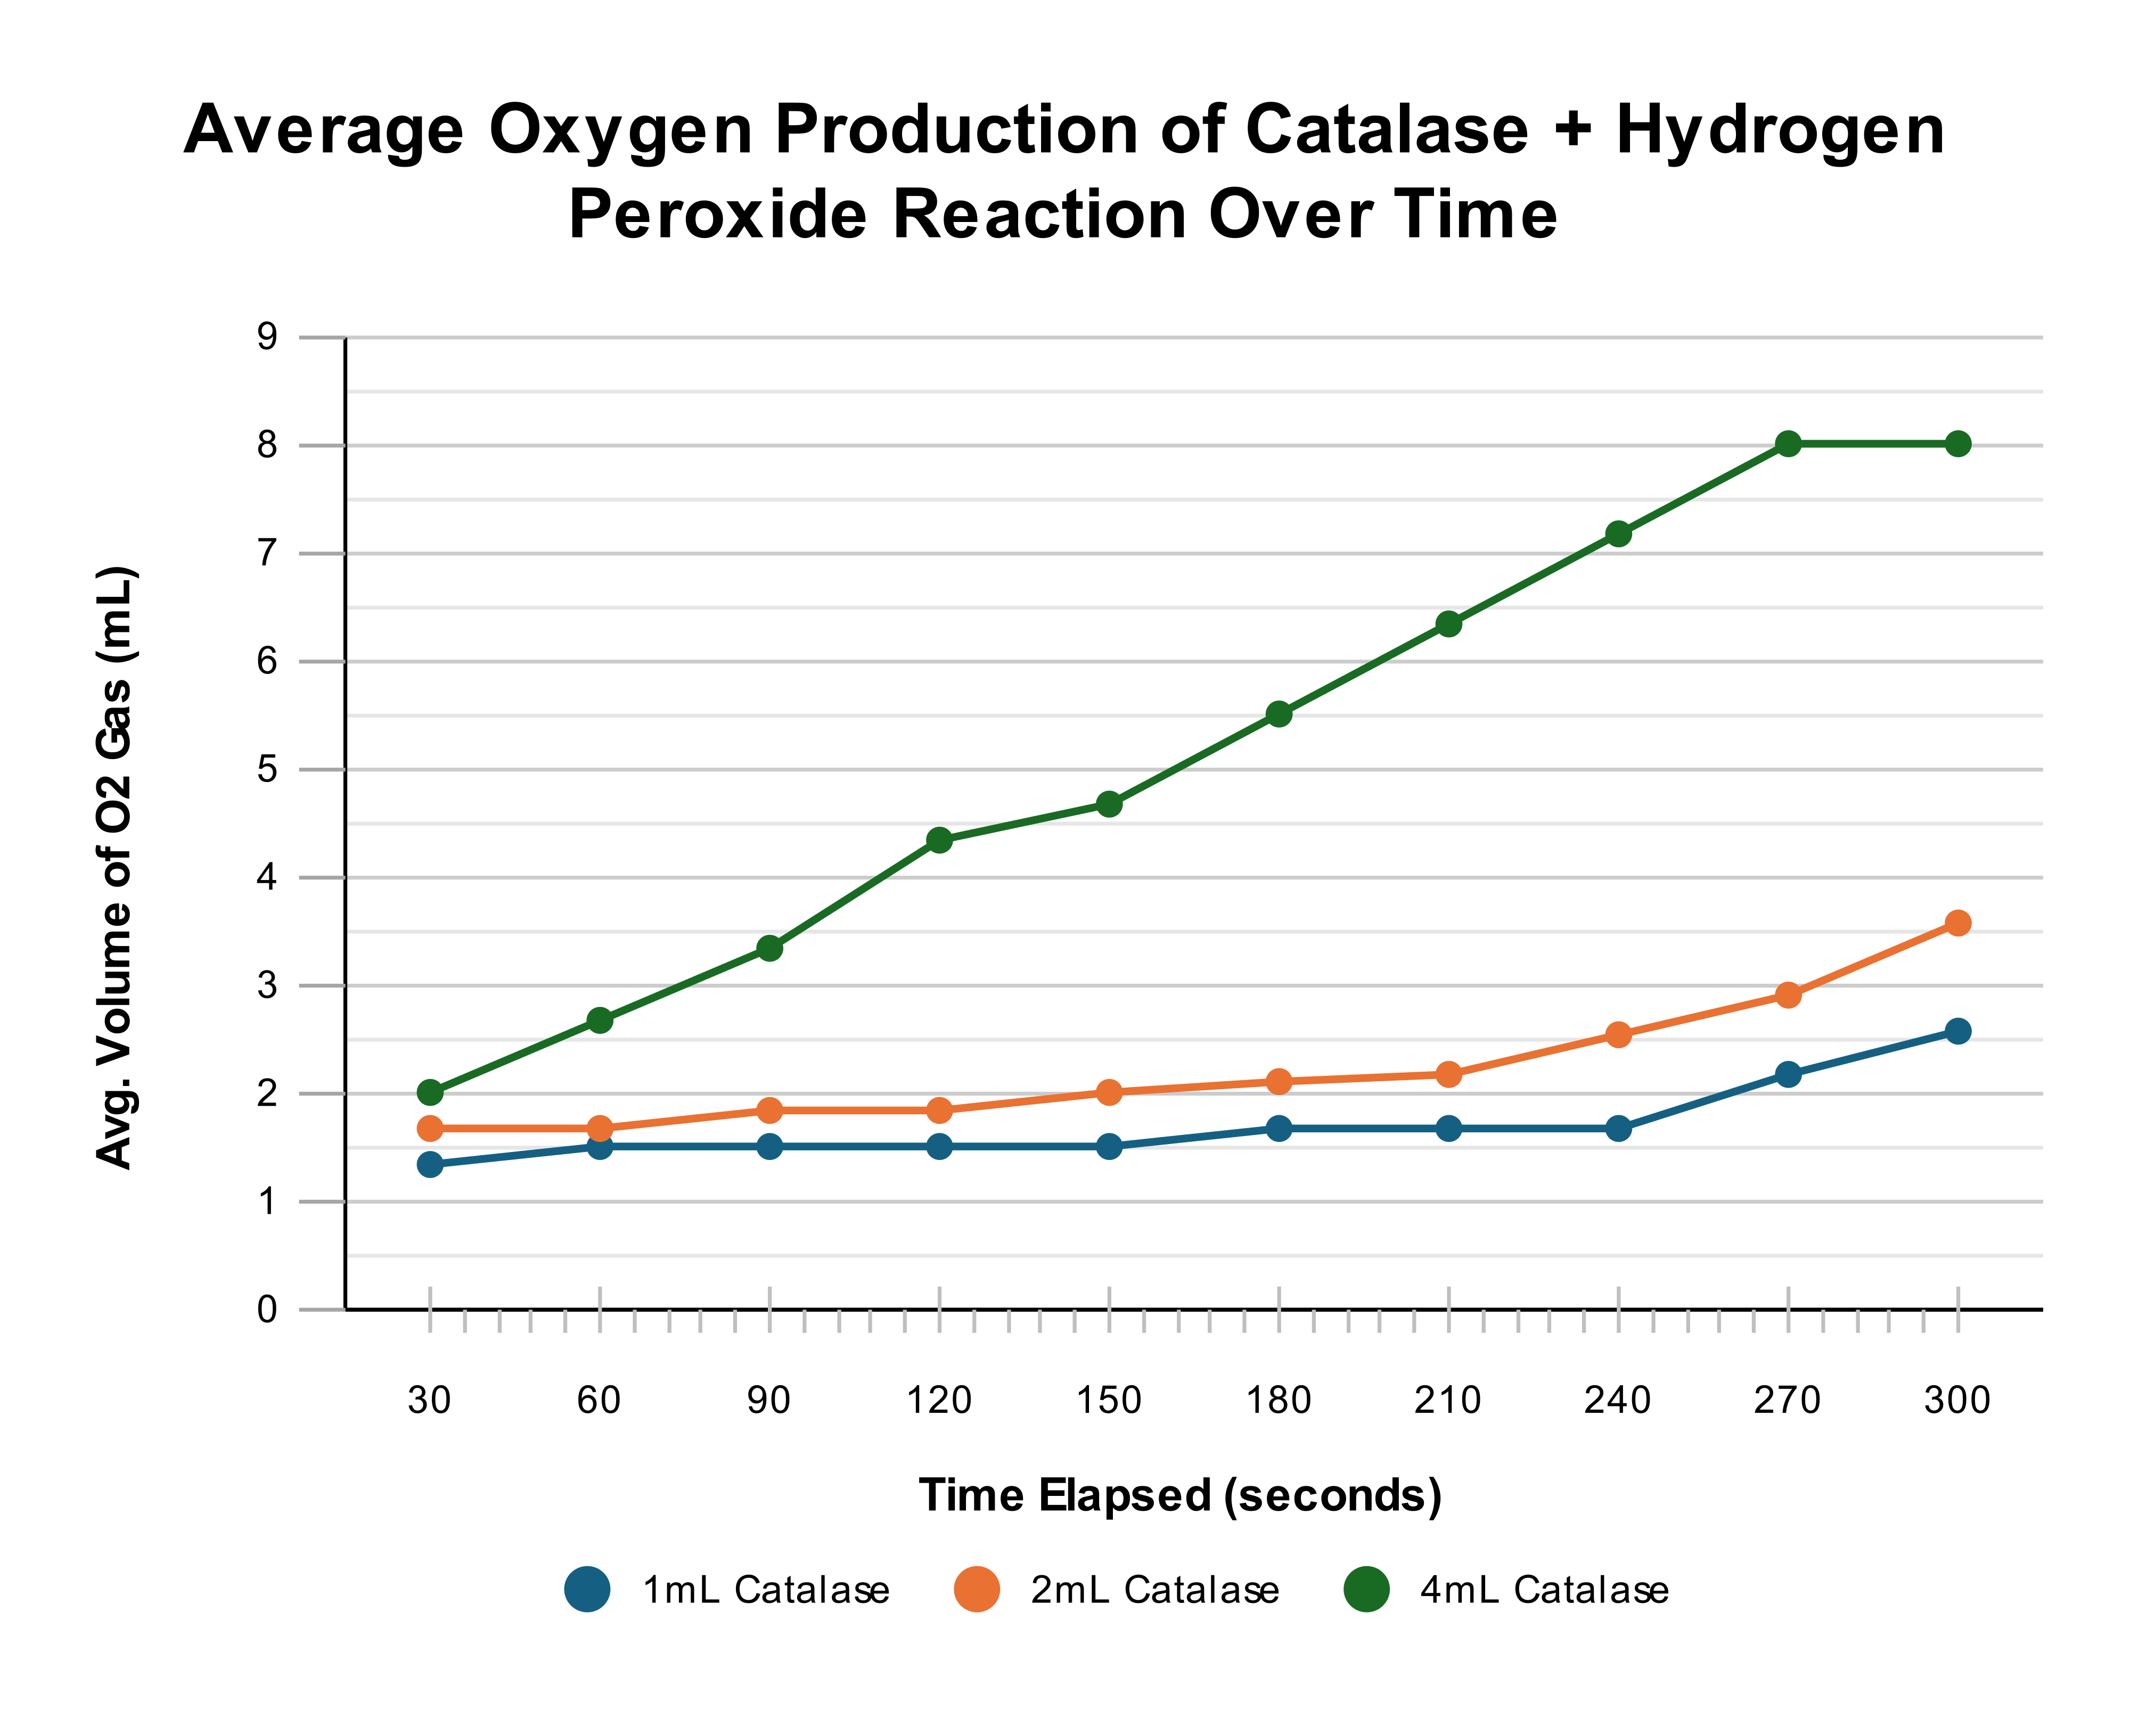 Average Oxygen Production of Catalase + Hydrogen
Peroxide Reaction Over Time
Avg. Volume of O2 Gas (mL)
9
8
7
6
5
4
3
2
1
0
30 60 90 120 150 180 210 240 270 300
Time Elapsed (seconds)
1mL Catalase 2mL Catalase 4mL Catalase